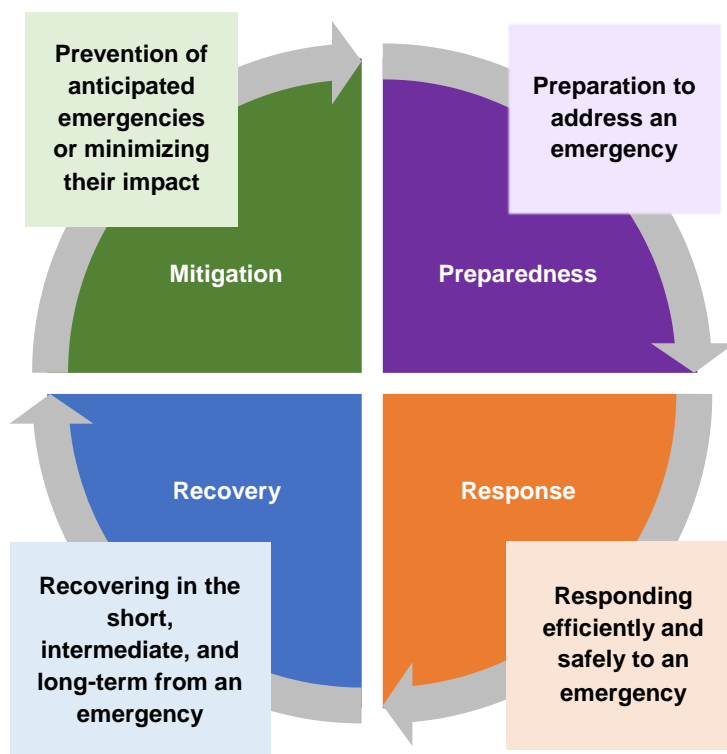 Prevention of
anticipated
emergencies
or minimizing
their impact
Mitigation
Preparation to
address an
emergency
Preparedness
Recovery
Recovering in the
short,
intermediate, and
long-term from an
emergency
Response
Responding
efficiently and
safely to an
emergency